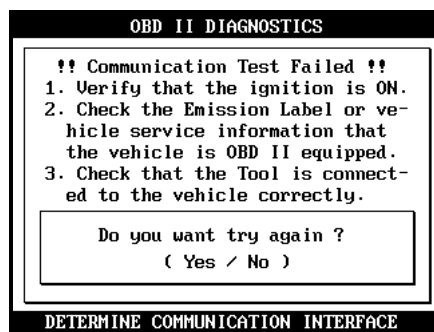 OBD II DIAGNOSTICS
!! Communication Test Failed !!
1. Verify that the ignition is ON.
2. Check the Emission Label or ve-
hicle service information that
the vehicle is OBD II equipped.
3. Check that the Tool is connect-
ed to the vehicle correctly.
Do you want try again ?
( Yes / No )
DETERMINE COMMUNICATION INTERFACE